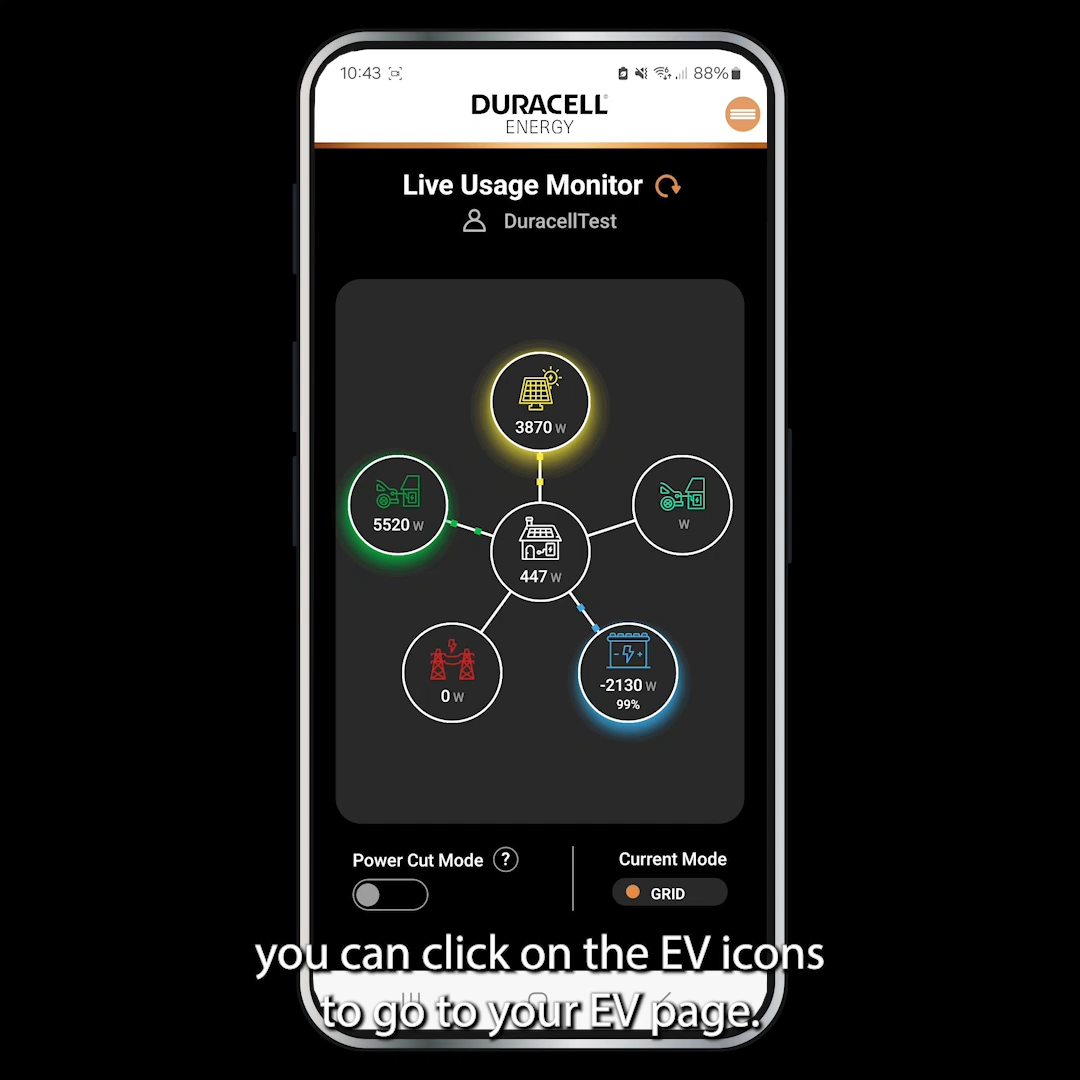 10:43
88%
DURACELL
ENERGY
Live Usage Monitor
DuracellTest
3870 W
5520 W
W
447 W
0 W
-2130 W
99%
Power Cut Mode ?
Current Mode
GRID
you can click on the EV icons
to go to your EV page.